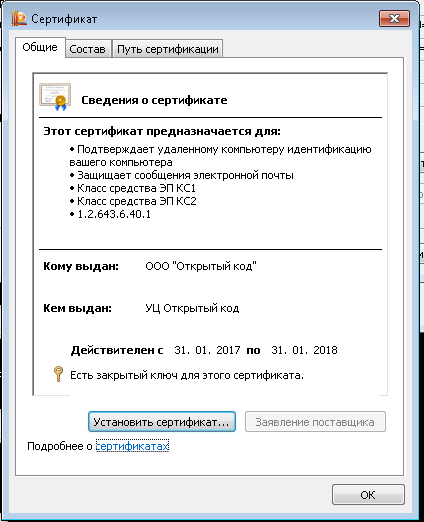 Сертификат
Общие
Состав
Путь сертификации
Сведения о сертификате
Этот сертификат предназначается для:
• Подтверждает удаленному компьютеру идентификацию
вашего компьютера
• Защищает сообщения электронной почты
• Класс средства ЭП КС1
• Класс средства ЭП КС2
• 1.2.643.6.40.1
Кому выдан: ООО "Открытый код"
Кем выдан: УЦ Открытый код
Действителен с 31. 01. 2017 по 31. 01. 2018
Есть закрытый ключ для этого сертификата.
Установить сертификат...
Заявление поставщика
Подробнее о сертификатах
ОК